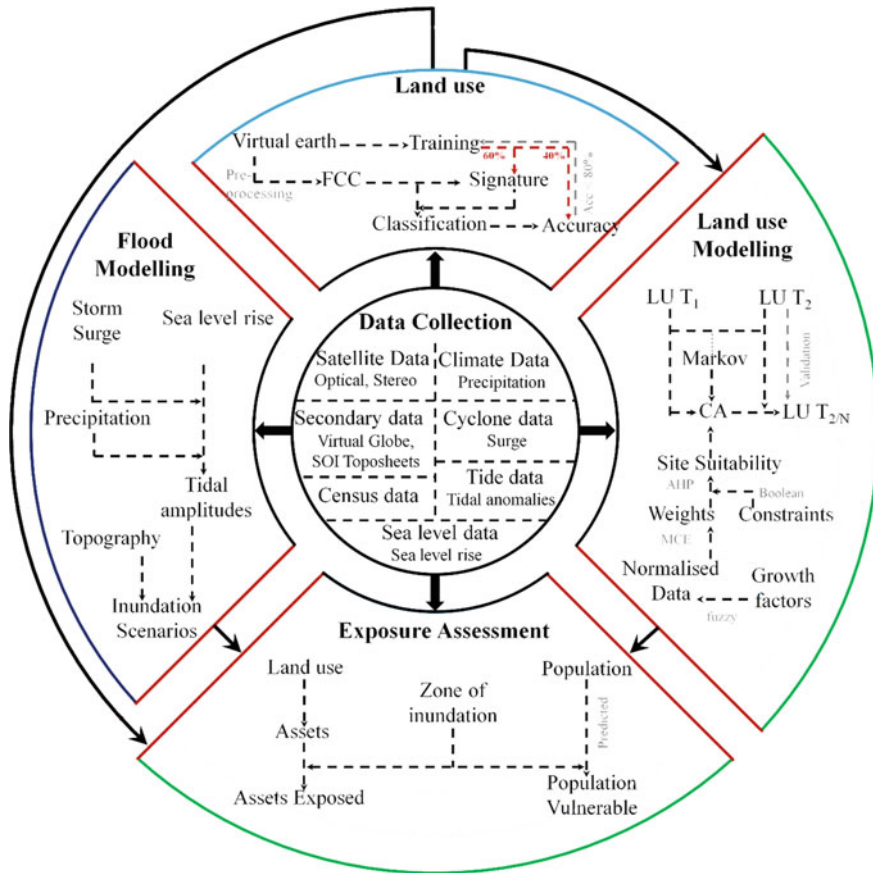 Land use
Virtual earth
Training
60%
40%
Pre-
processing
FCC
Signature
Acc < 80%
Classification
Accuracy
Flood
Modelling
Storm
Surge
Sea level rise
Precipitation
Tidal
amplitudes
Topography
Inundation
Scenarios
Data Collection
Satellite Data
Optical, Stereo
Climate Data
Precipitation
Secondary data
Virtual Globe,
SOI Toposheets
Cyclone data
Surge
Census data
Tide data
Tidal anomalies
Sea level data
Sea level rise
Land use
Modelling
LU T1
LU T2
Markov
Validation
CA
LU T2/N
Site Suitability
AHP
Boolean
Weights
Constraints
MCE
Normalised
Data
Growth
factors
fuzzy
Exposure Assessment
Land use
Zone of
inundation
Population
Assets
Predicted
Assets Exposed
Population
Vulnerable